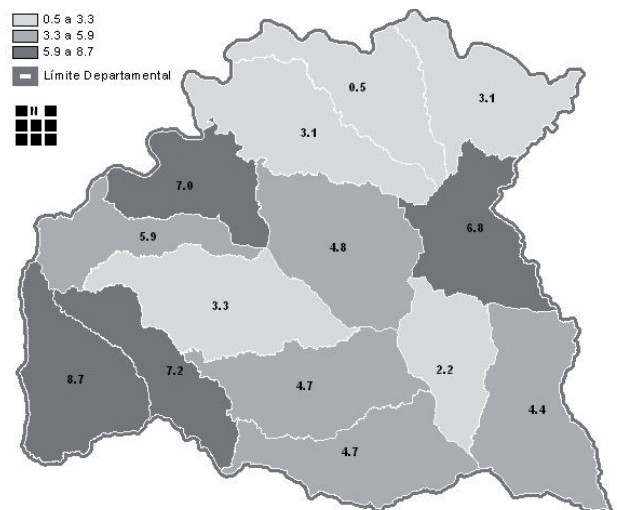 0.5 a 3.3
3.3 a 5.9
5.9 a 8.7
Límite Departamental
N
0.5
3.1
3.1
7.0
6.8
5.9
4.8
3.3
8.7
7.2
4.7
2.2
4.4
4.7